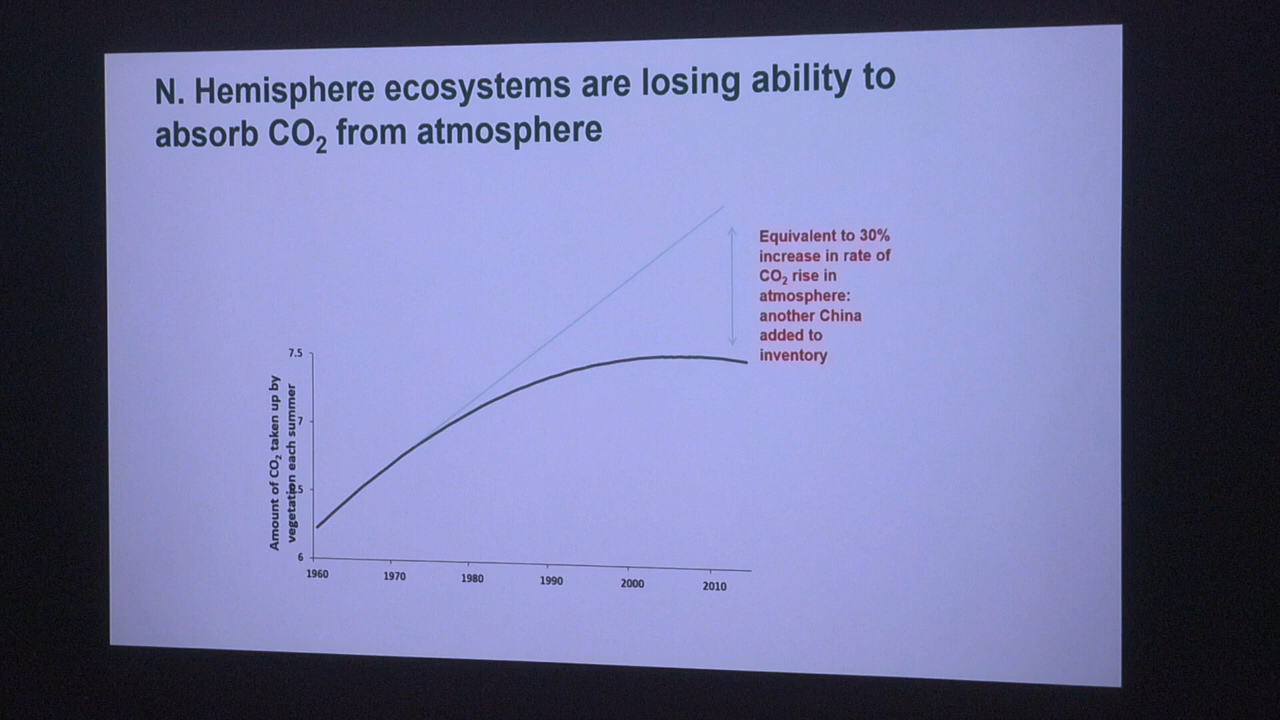 N. Hemisphere ecosystems are losing ability to
absorb CO₂ from atmosphere
Equivalent to 30%
increase in rate of
CO₂ rise in
atmosphere:
another China
added to
inventory
Amount of CO₂ taken up by
vegetation each summer
7.5
7
.5
6
1960
1970
1980
1990
2000
2010